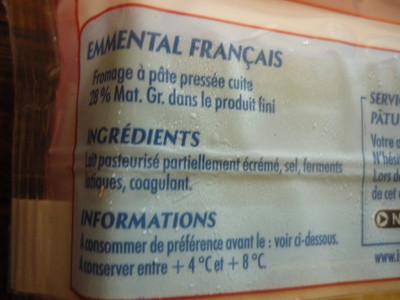 EMMENTAL FRANÇAIS
Fromage à pâte pressée cuite
28 % Mat. Gr. dans le produit fini
INGRÉDIENTS
Lait pasteurisé partiellement écrémé, sel, ferments
lactiques, coagulant.
INFORMATIONS
A consommer de préférence avant le : voir ci-dessous.
A conserver entre + 4 °C et + 8 °C.
SERVI
PÂTU
Votre
N'hési
Lors d
de cet
N